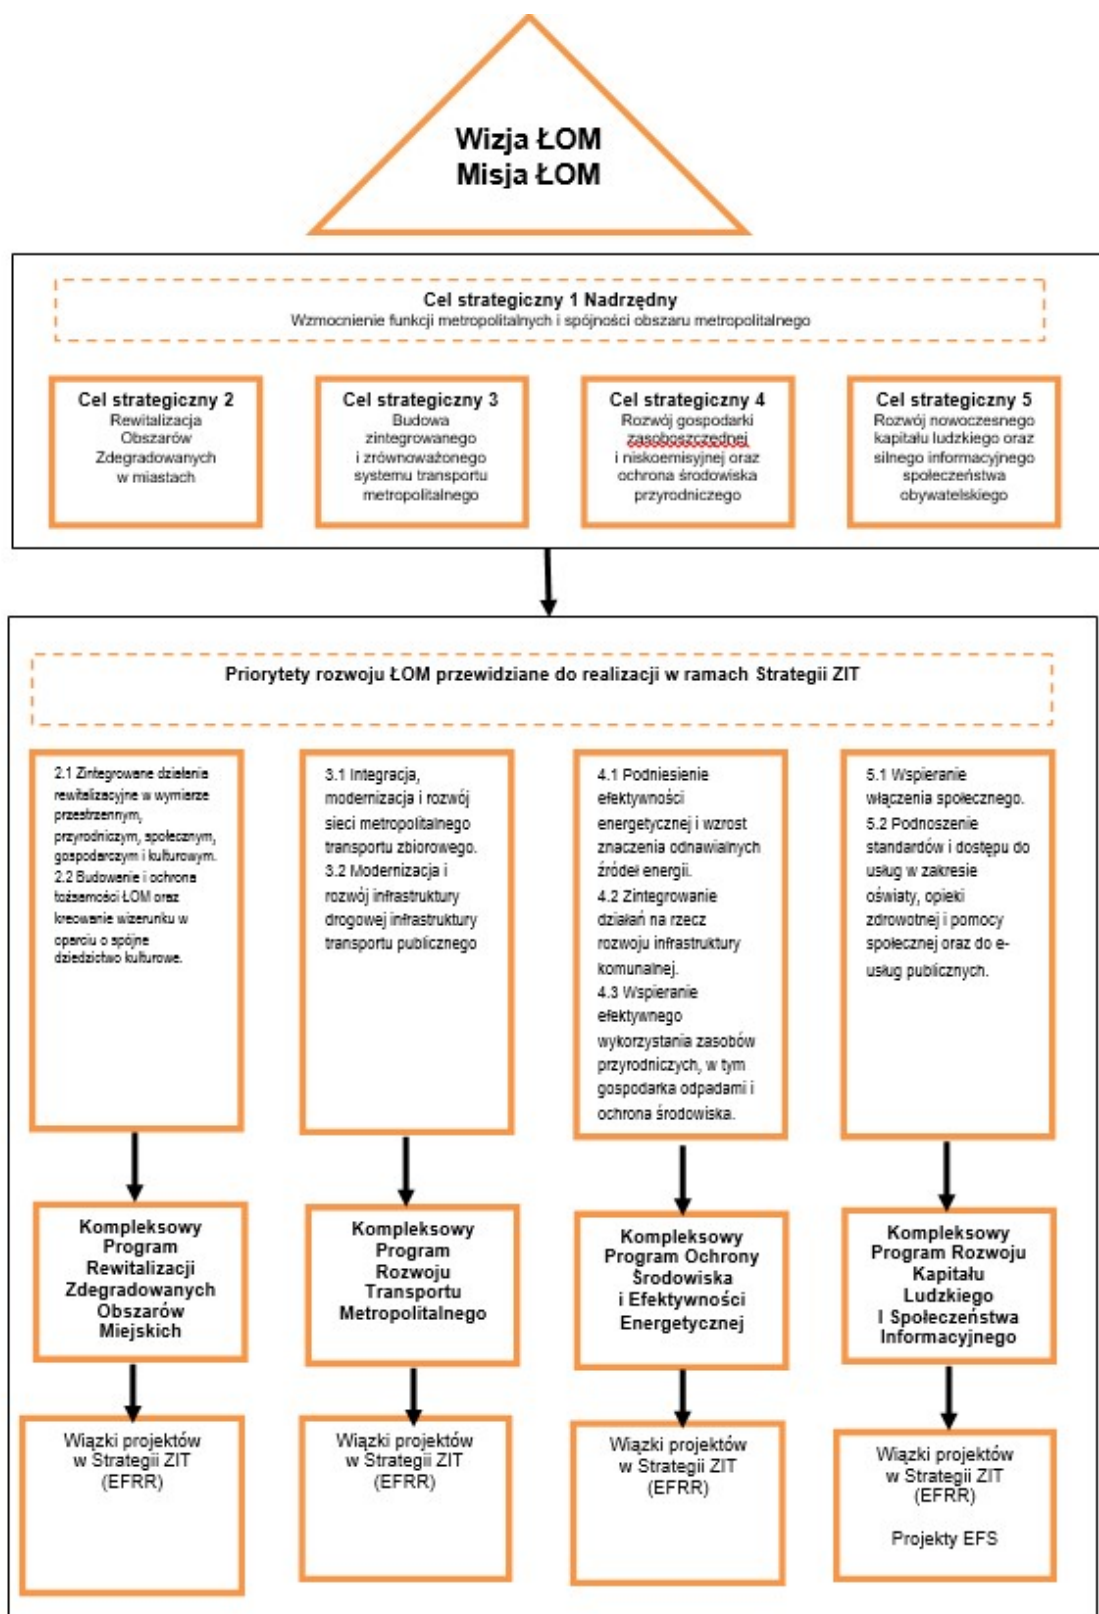 Wizja ŁOM
Misja ŁOM
Cel strategiczny 1 Nadrzędny
Wzmocnienie funkcji metropolitalnych i spójności obszaru metropolitalnego
Cel strategiczny 2
Rewitalizacja
Obszarów
Zdegradowanych
w miastach
Cel strategiczny 3
Budowa
zintegrowanego
i zrównoważonego
systemu transportu
metropolitalnego
Cel strategiczny 4
Rozwój gospodarki
zasoboszczędnej
i niskoemisyjnej oraz
ochrona środowiska
przyrodniczego
Cel strategiczny 5
Rozwój nowoczesnego
kapitału ludzkiego oraz
silnego informacyjnego
społeczeństwa
obywatelskiego
Priorytety rozwoju ŁOM przewidziane do realizacji w ramach Strategii ZIT
2.1 Zintegrowane działania
rewitalizacyjne w wymiarze
przestrzennym,
przyrodniczym, społecznym,
gospodarczym i kulturowym.
2.2 Budowanie i ochrona
tożsamości ŁOM oraz
kreowanie wizerunku w
oparciu o spójne
dziedzictwo kulturowe.
3.1 Integracja,
modernizacja i rozwój
sieci metropolitalnego
transportu zbiorowego.
3.2 Modernizacja i
rozwój infrastruktury
drogowej infrastruktury
transportu publicznego
4.1 Podniesienie
efektywności
energetycznej i wzrost
znaczenia odnawialnych
źródeł energii.
4.2 Zintegrowanie
działań na rzecz
rozwoju infrastruktury
komunalnej.
4.3 Wspieranie
efektywnego
wykorzystania zasobów
przyrodniczych, w tym
gospodarka odpadami i
ochrona środowiska.
5.1 Wspieranie
włączenia społecznego.
5.2 Podnoszenie
standardów i dostępu do
usług w zakresie
oświaty, opieki
zdrowotnej i pomocy
społecznej oraz do e-
usług publicznych.
Kompleksowy
Program
Rewitalizacji
Zdegradowanych
Obszarów
Miejskich
Kompleksowy
Program
Rozwoju
Transportu
Metropolitalnego
Kompleksowy
Program Ochrony
Środowiska
i Efektywności
Energetycznej
Kompleksowy
Program Rozwoju
Kapitału
Ludzkiego
I Społeczeństwa
Informacyjnego
Wiązki projektów
w Strategii ZIT
(EFRR)
Wiązki projektów
w Strategii ZIT
(EFRR)
Wiązki projektów
w Strategii ZIT
(EFRR)
Wiązki projektów
w Strategii ZIT
(EFRR)
Projekty EFS